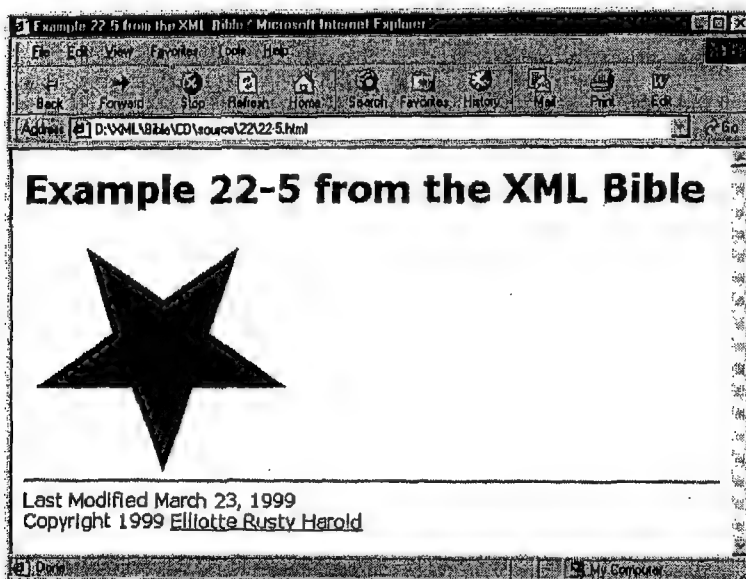 Example 22-5 from the XML Bible - Microsoft Internet Explorer
File Edit View Favorites Tools Help
Back Forward Stop Refresh Home Search Favorites History Mail Print Edit
Address D:\XML\Bible\CD\source\22\22-5.html Go
Example 22-5 from the XML Bible
Last Modified March 23, 1999
Copyright 1999 Elliotte Rusty Harold
Done My Computer